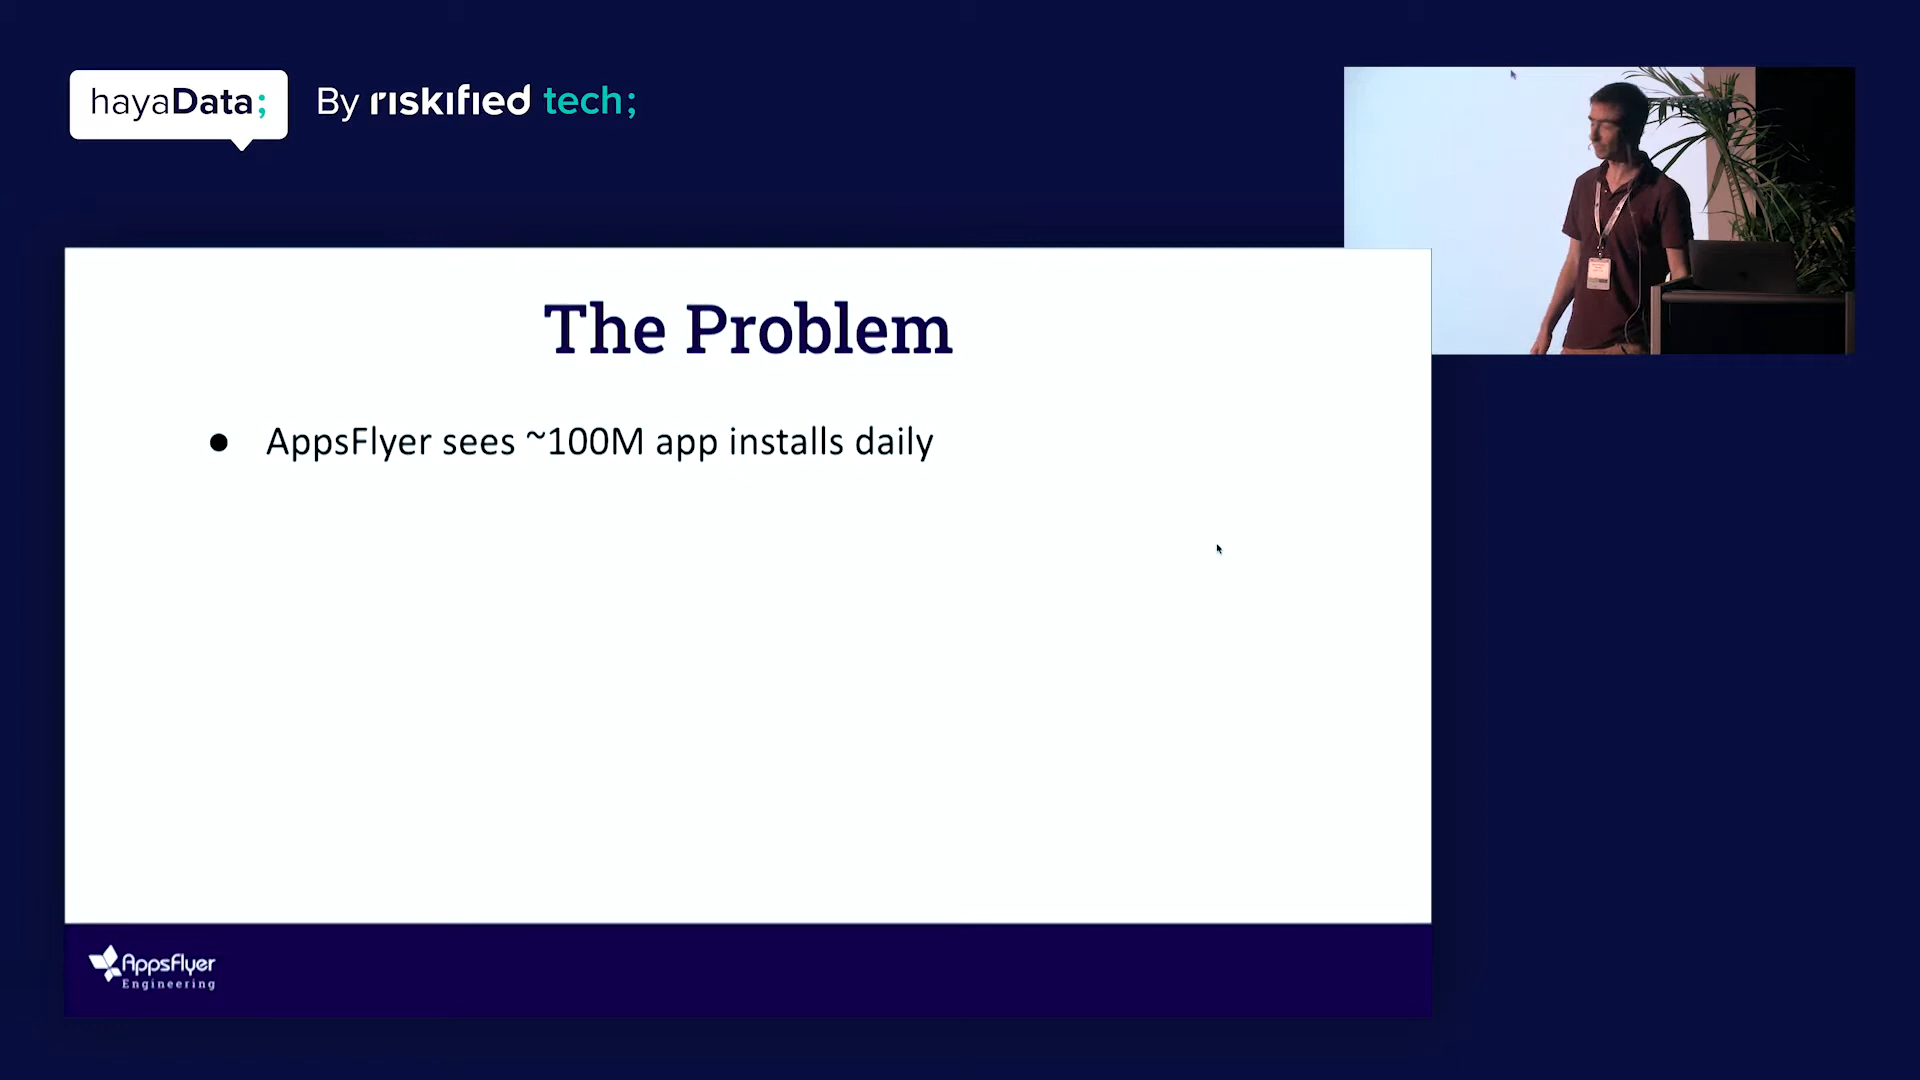 hayaData; By riskified tech;
The Problem
● AppsFlyer sees ~100M app installs daily
AppsFlyer
Engineering